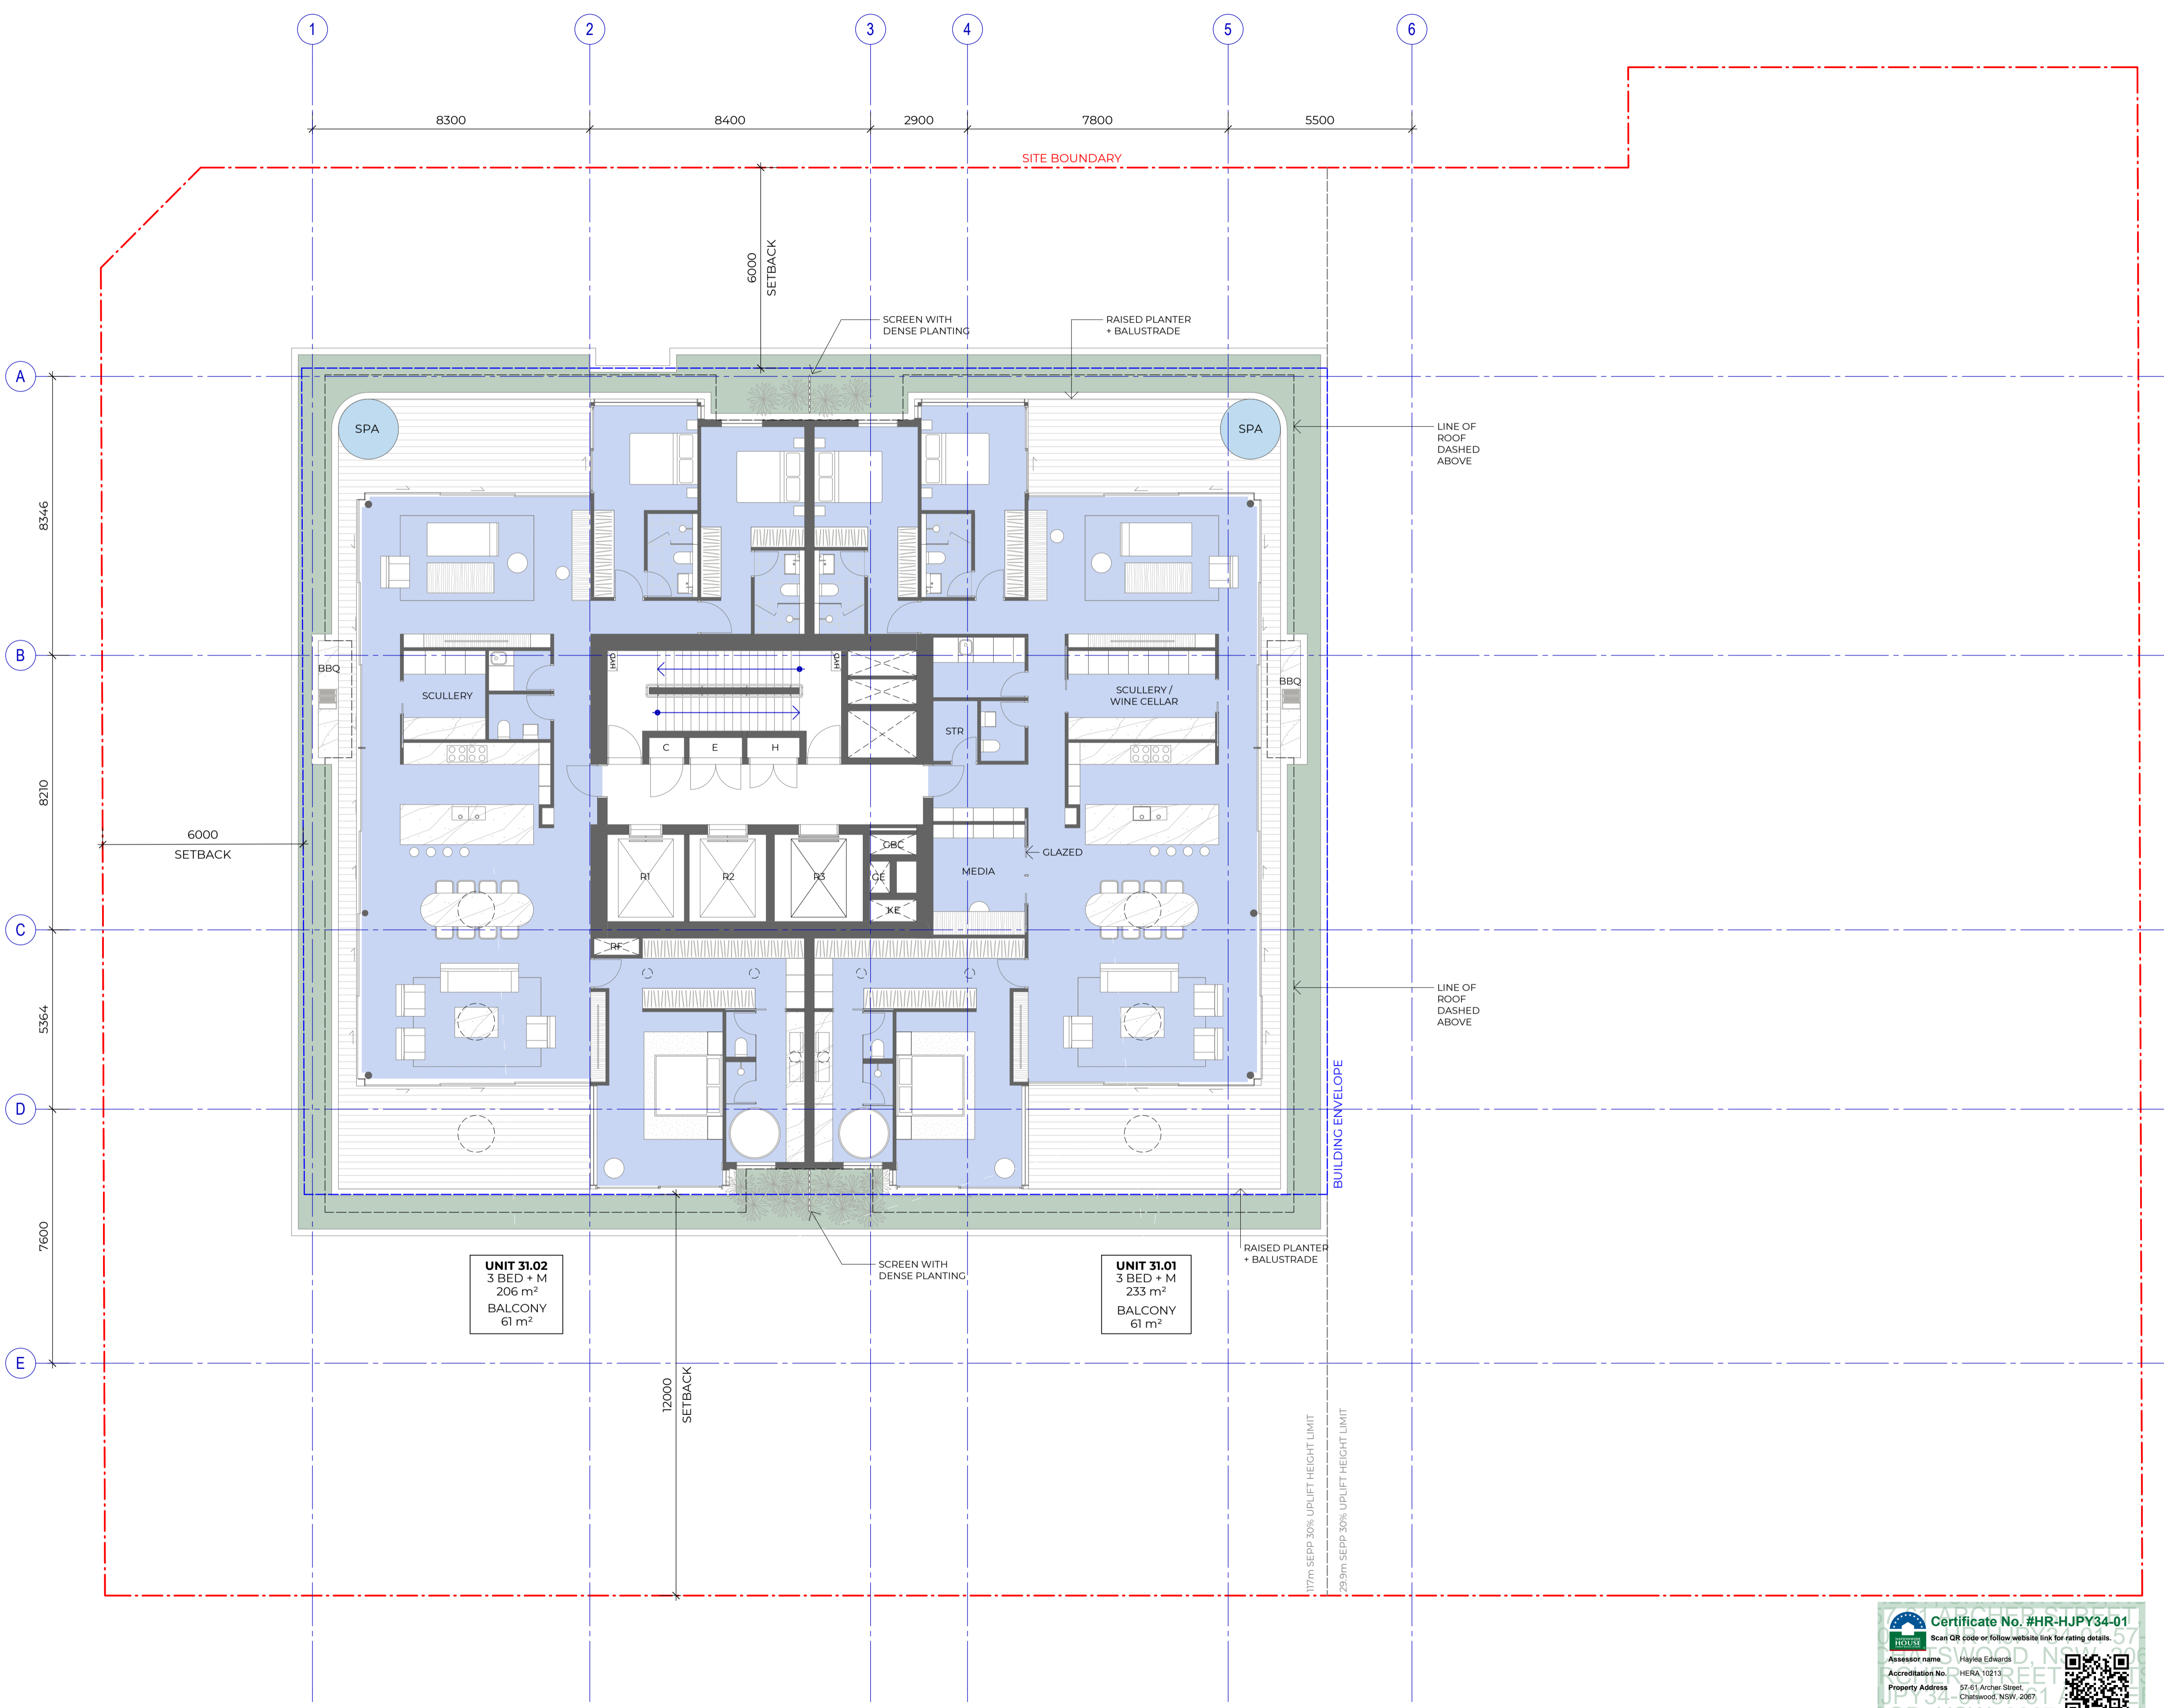 1
2
3
4
5
6
8300
8400
2900
7800
5500
SITE BOUNDARY
6000
SETBACK
SCREEN WITH
DENSE PLANTING
RAISED PLANTER
+ BALUSTRADE
A
SPA
SPA
LINE OF
ROOF
DASHED
ABOVE
8346
B
HYD
HYD
BBQ
BBQ
SCULLERY
SCULLERY /
WINE CELLAR
STR
C
E
H
8210
6000
SETBACK
GBC
GLAZED
R1
R2
R3
GE
MEDIA
KE
C
RF
LINE OF
ROOF
DASHED
ABOVE
5364
D
BUILDING ENVELOPE
7600
RAISED PLANTER
+ BALUSTRADE
SCREEN WITH
DENSE PLANTING
UNIT 31.02
3 BED + M
206 m²
BALCONY
61 m²
UNIT 31.01
3 BED + M
233 m²
BALCONY
61 m²
E
12000
SETBACK
117m SEPP 30% UPLIFT HEIGHT LIMIT
29.9m SEPP 30% UPLIFT HEIGHT LIMIT
Certificate No. #HR-HJPY34-01
Scan QR code or follow website link for rating details.
HOUSE
Assessor name Haylea Edwards
Accreditation No. HERA 10213
Property Address 57-61 Archer Street,
Chatswood, NSW, 2067